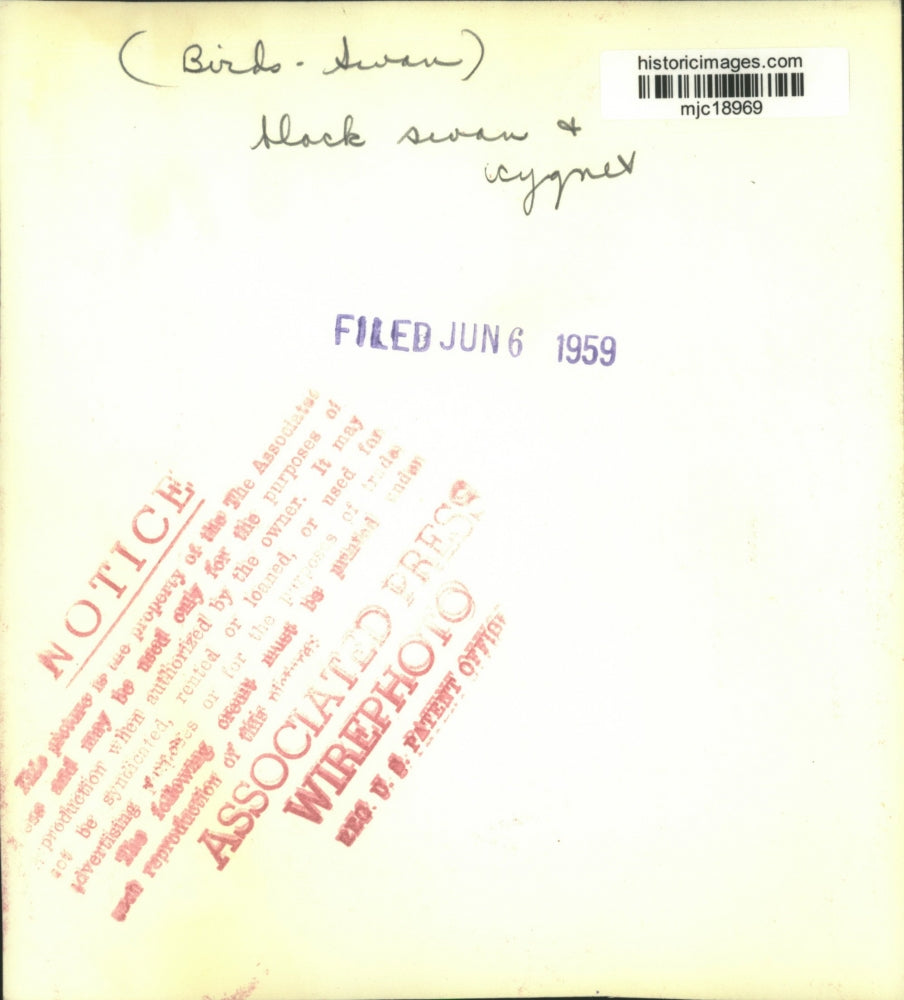 (Birds - Swan)
historicimages.com
mjc18969
black swan +
cygnet
FILED JUN 6 1959
NOTICE
This picture is the property of the The Associated
and may be used only for the purposes of
production when authorized by the owner. It may
not be syndicated, rented or loaned, or used for
advertising purposes or for the purposes of trade
The following credit must be printed under
each reproduction of this picture:
ASSOCIATED PRESS
WIREPHOTO
REG. U. S. PATENT OFFICE